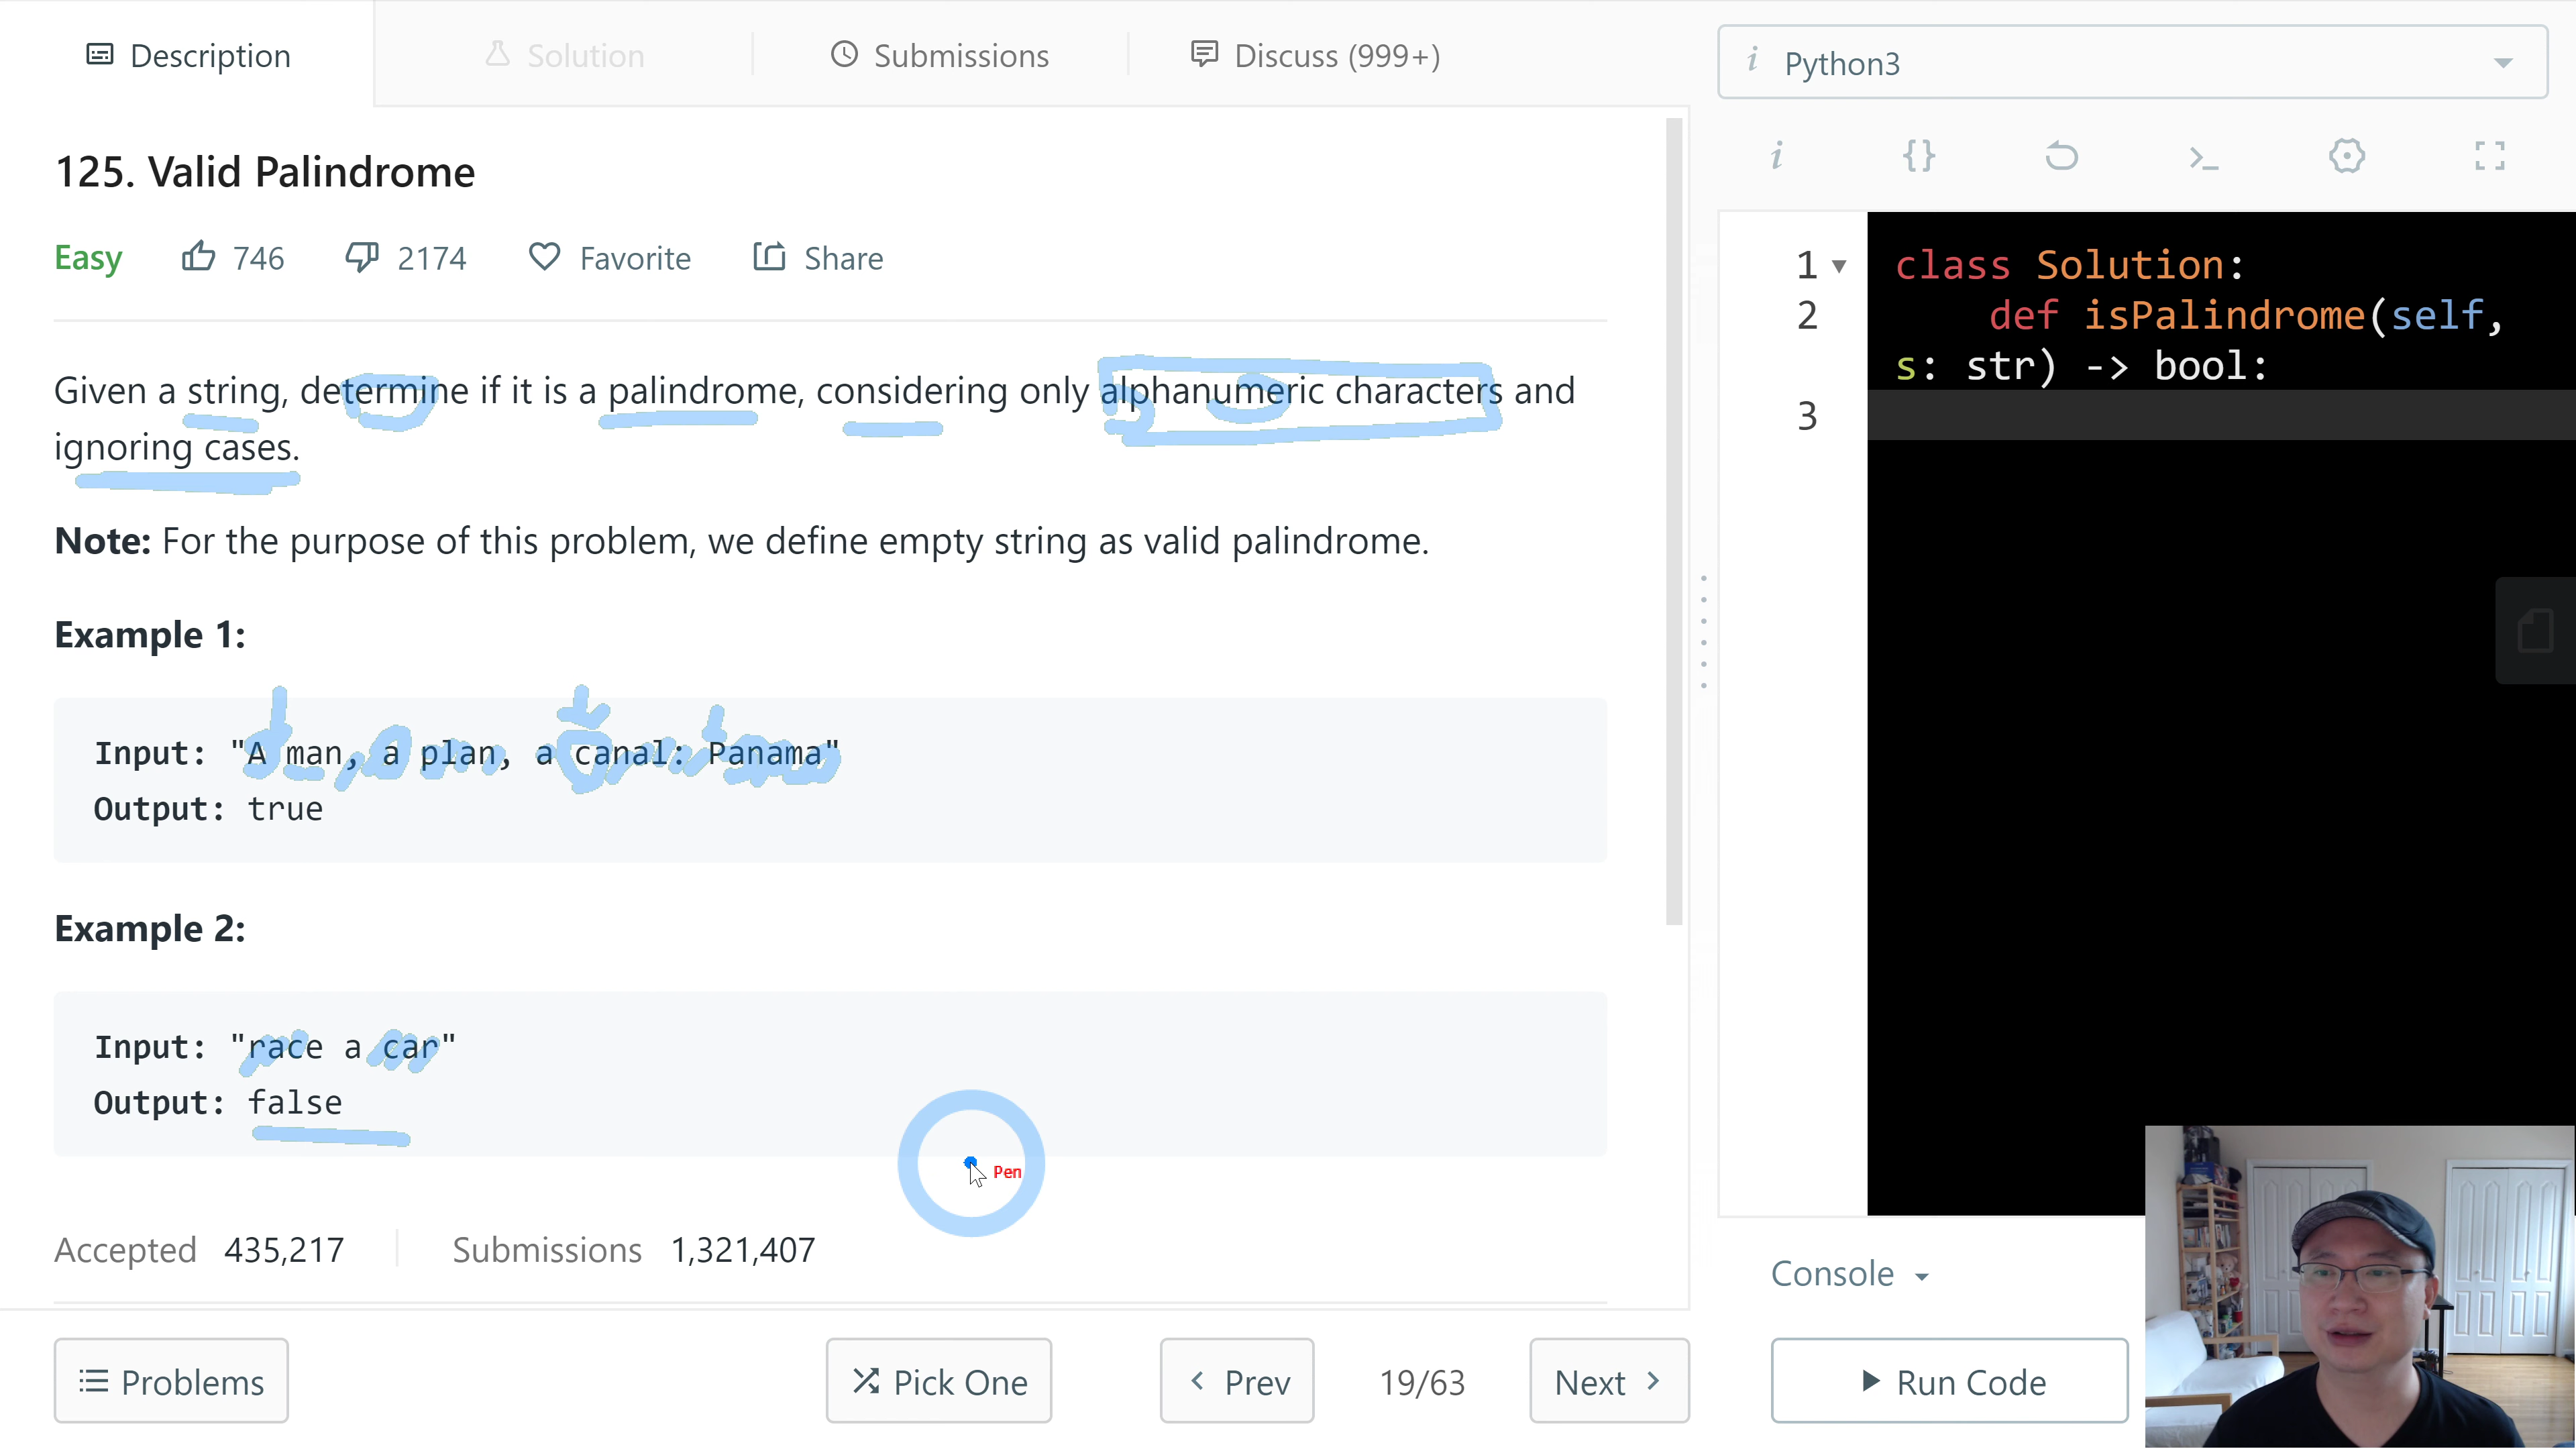 Description
Solution
Submissions
Discuss (999+)
125. Valid Palindrome
Easy 746 2174 Favorite Share
Given a string, determine if it is a palindrome, considering only alphanumeric characters and
ignoring cases.
Note: For the purpose of this problem, we define empty string as valid palindrome.
Example 1:
Input: "A man, a plan, a canal: Panama"
Output: true
Example 2:
Input: "race a car"
Output: false
Pen
Accepted 435,217 Submissions 1,321,407
Problems
Pick One
Prev
19/63
Next
i Python3
i {} >_
1 class Solution:
2 def isPalindrome(self,
s: str) -> bool:
3
Console
Run Code